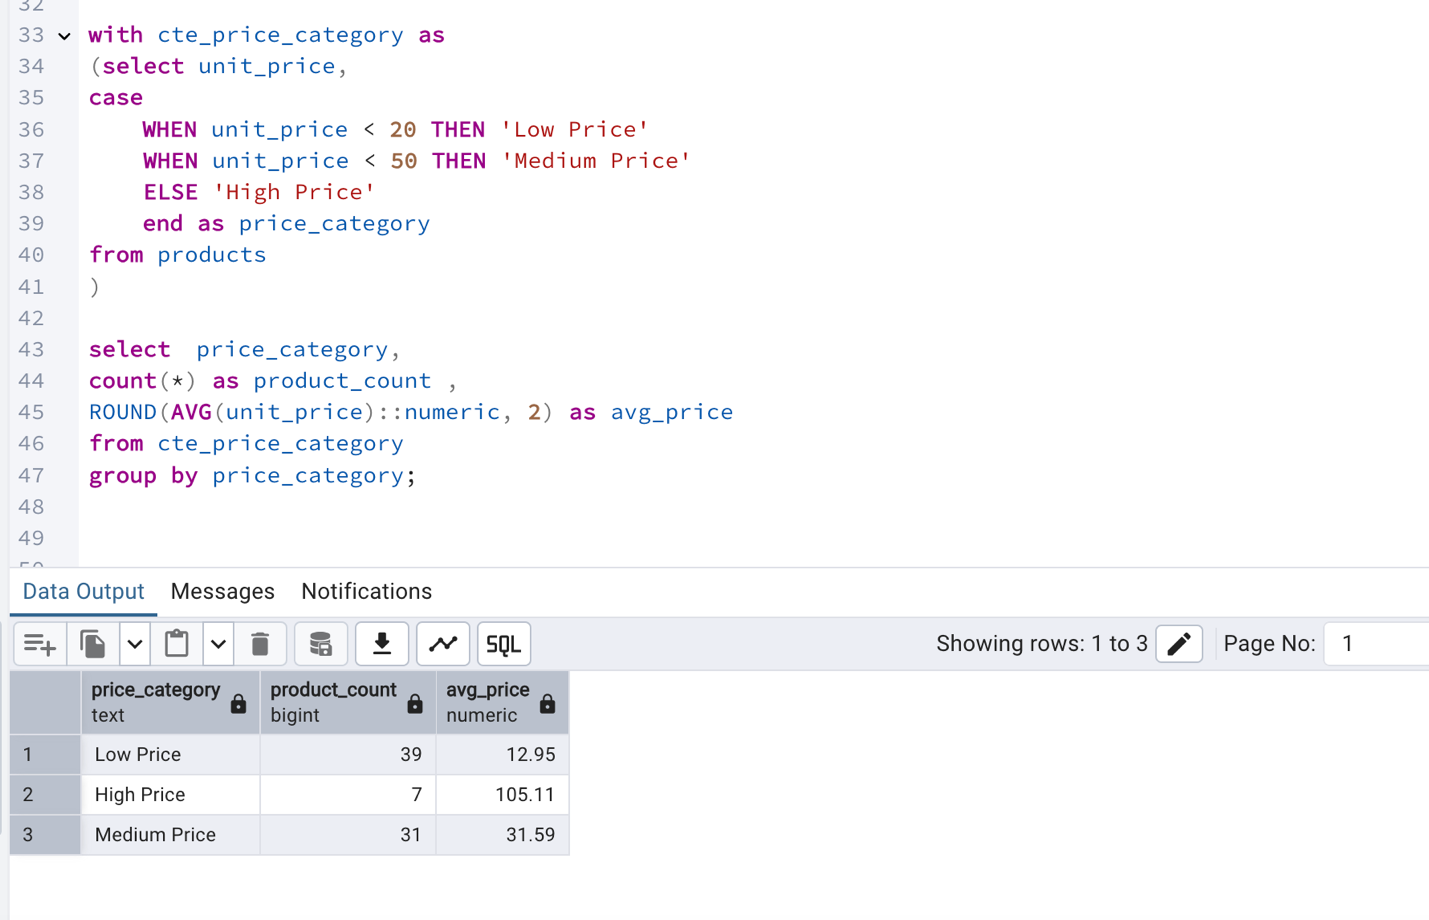 32
33 with cte_price_category as
34 (select unit_price,
35 case
36 WHEN unit_price < 20 THEN 'Low Price'
37 WHEN unit_price < 50 THEN 'Medium Price'
38 ELSE 'High Price'
39 end as price_category
40 from products
41 )
42
43 select  price_category,
44 count(*) as product_count ,
45 ROUND(AVG(unit_price)::numeric, 2) as avg_price
46 from cte_price_category
47 group by price_category;
48
49
50
Data Output Messages Notifications
SQL Showing rows: 1 to 3 Page No: 1
price_category product_count avg_price
text bigint numeric
1 Low Price 39 12.95
2 High Price 7 105.11
3 Medium Price 31 31.59